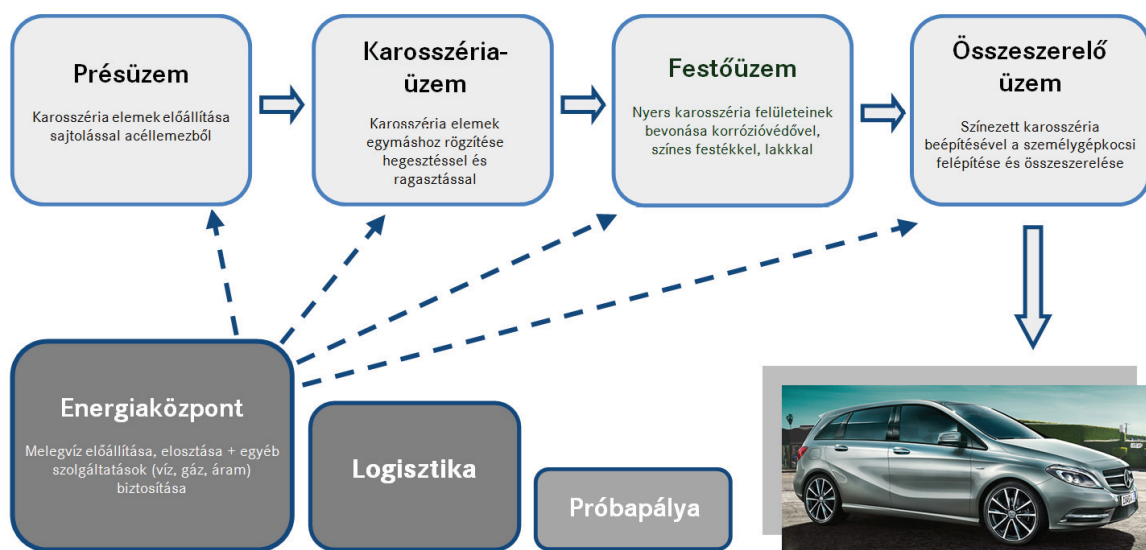 Présüzem
Karosszéria elemek előállítása
sajtolással acéllemezből
Karosszéria-
üzem
Karosszéria elemek
egymáshoz rögzítése
hegesztéssel és
ragasztással
Festőüzem
Nyers karosszéria felületeinek
bevonása korrózióvédővel,
színes festékkel, lakkkal
Összeszerelő
üzem
Színezett karosszéria
beépítésével a személygépkocsi
felépítése és összeszerelése
Energiaközpont
Melegvíz előállítása, elosztása + egyéb
szolgáltatások (víz, gáz, áram)
biztosítása
Logisztika
Próbapálya